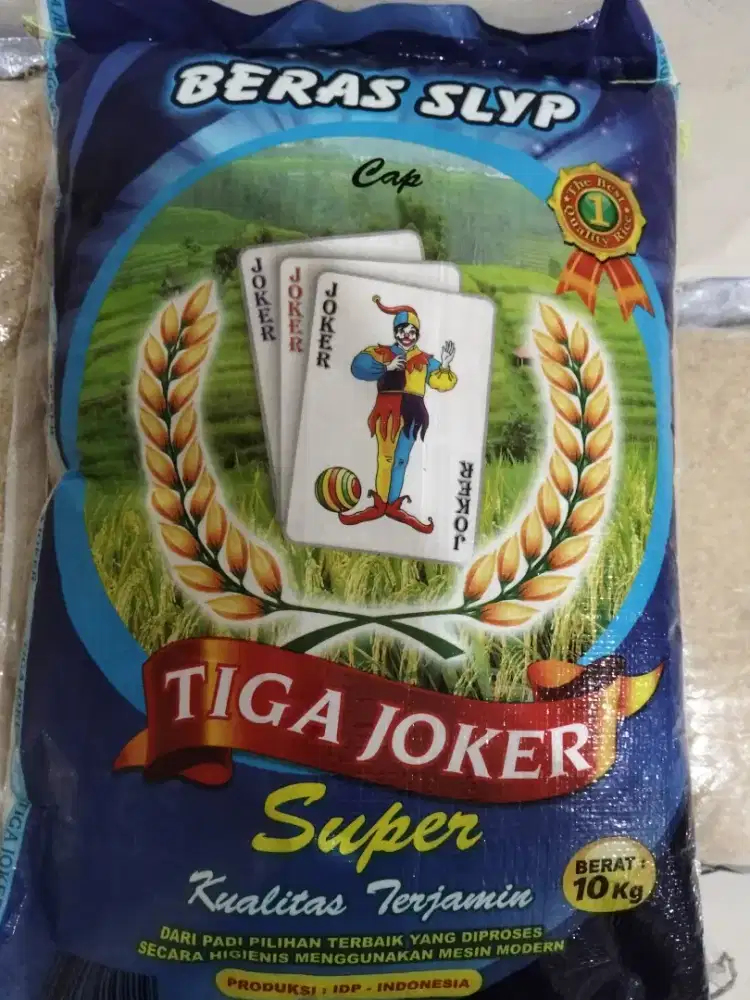 BERAS SLYP
Cap
The Best
1
Quality Rice
JOKER
JOKER
JOKER
JOKER
TIGA JOKER
Super
Kualitas Terjamin
BERAT :
10 Kg
DARI PADI PILIHAN TERBAIK YANG DIPROSES
SECARA HIGIENIS MENGGUNAKAN MESIN MODERN
PRODUKSI : IDP - INDONESIA